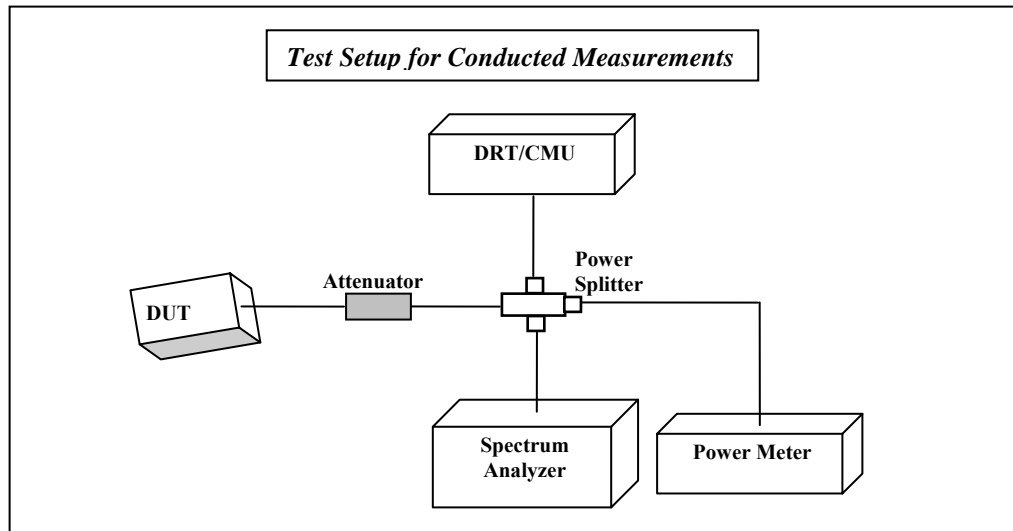 Test Setup for Conducted Measurements
DRT/CMU
Power
Splitter
Attenuator
DUT
Spectrum
Analyzer
Power Meter